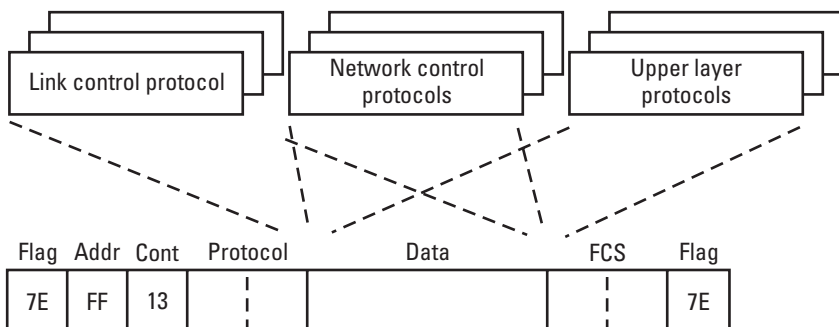 Link control protocol
Network control
protocols
Upper layer
protocols
Flag Addr Cont Protocol Data FCS Flag
7E FF 13 7E